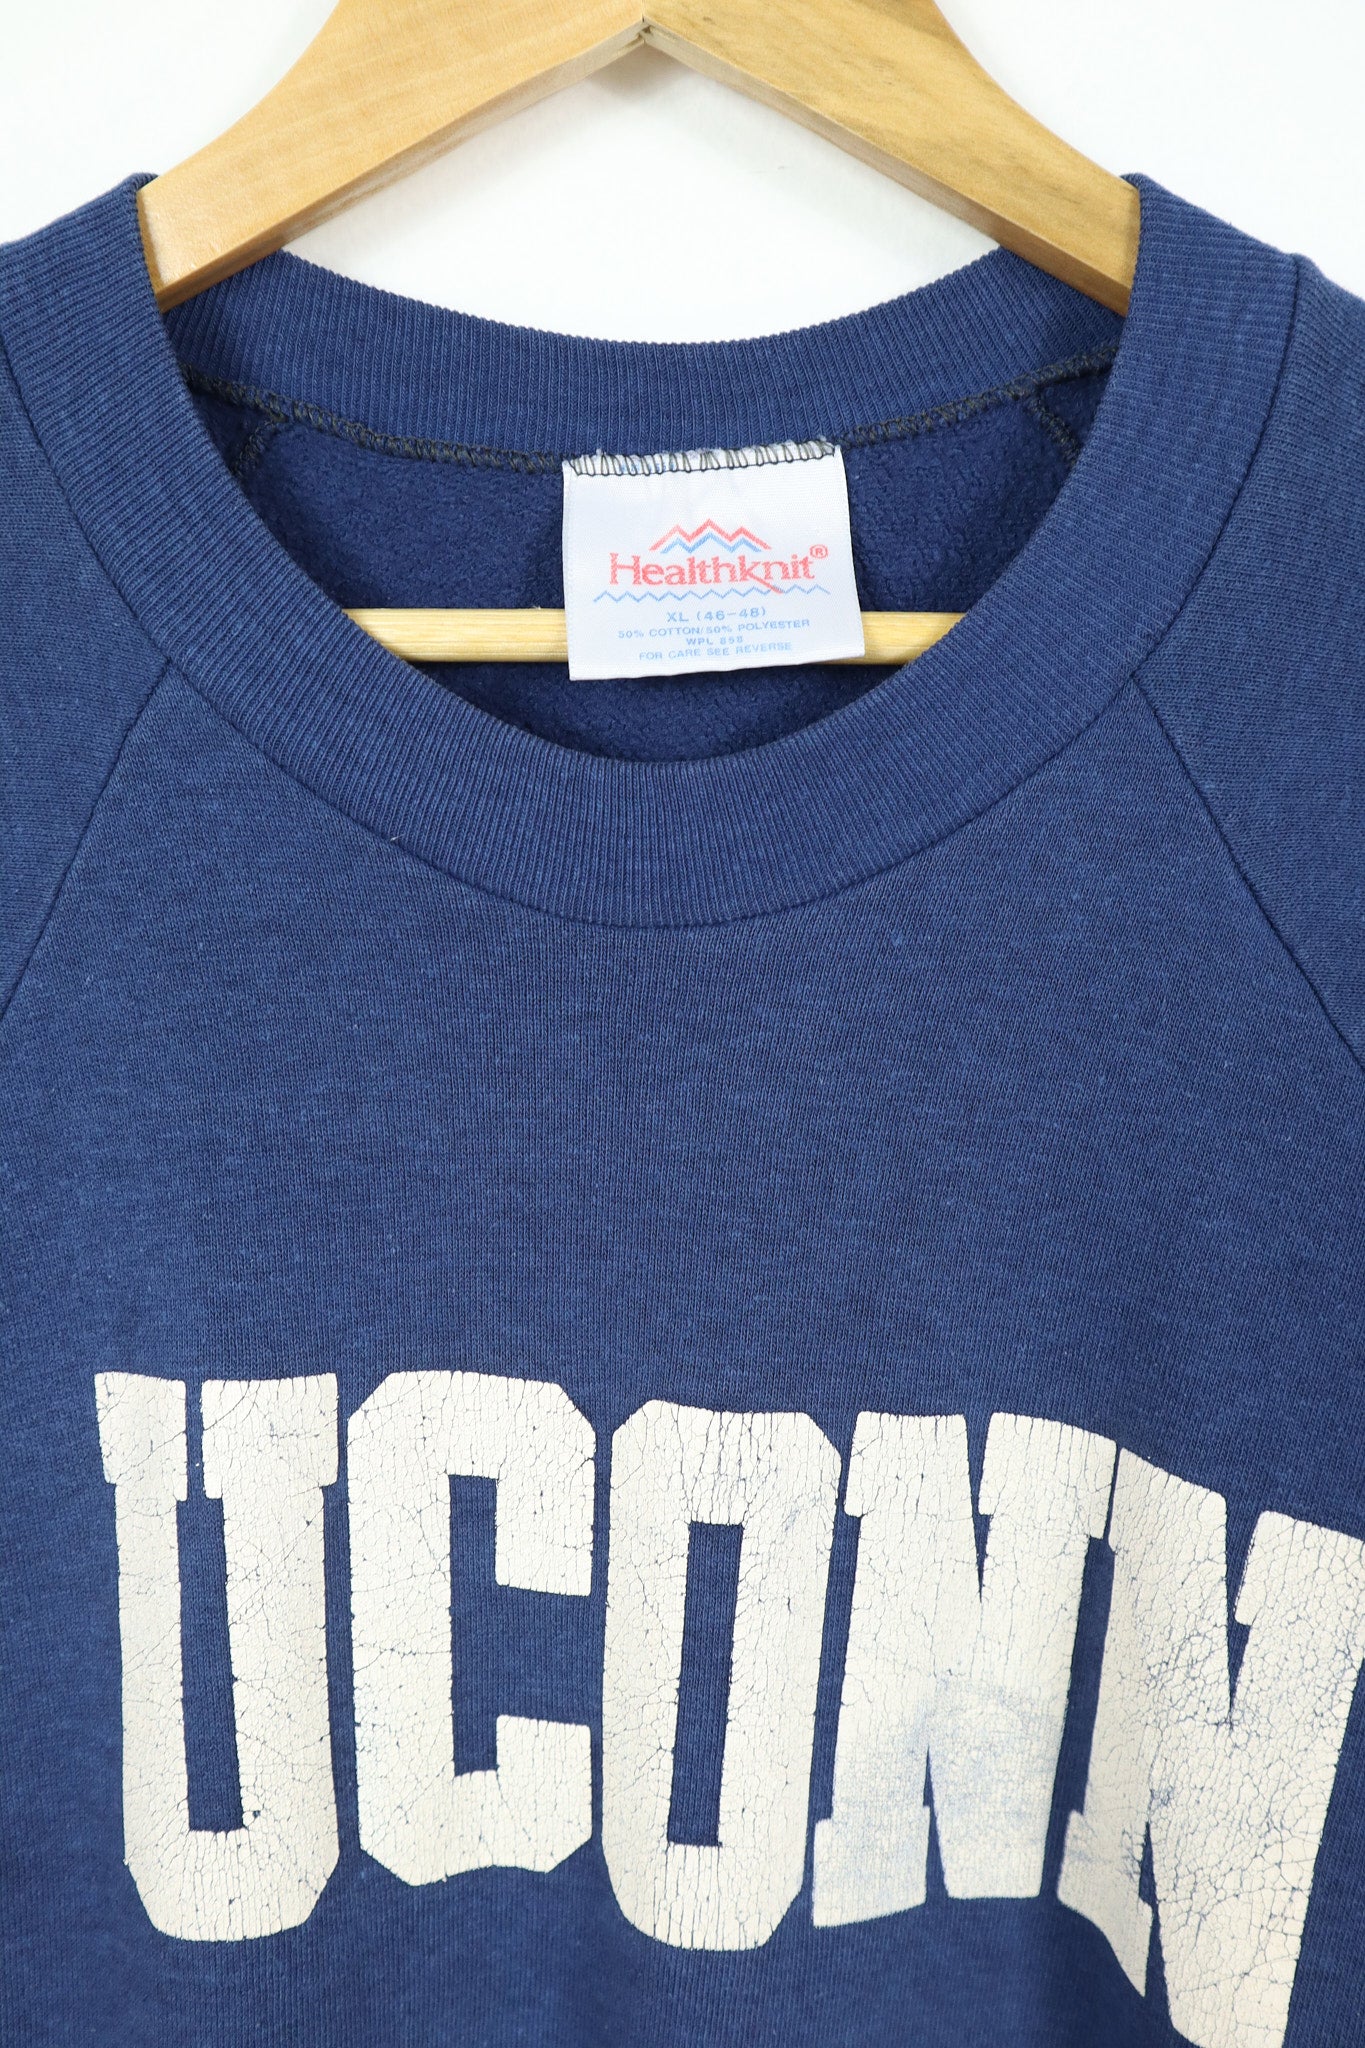 Healthknit®
XL (46-48)
50% COTTON/50% POLYESTER
WPL 858
FOR CARE SEE REVERSE
UCONN